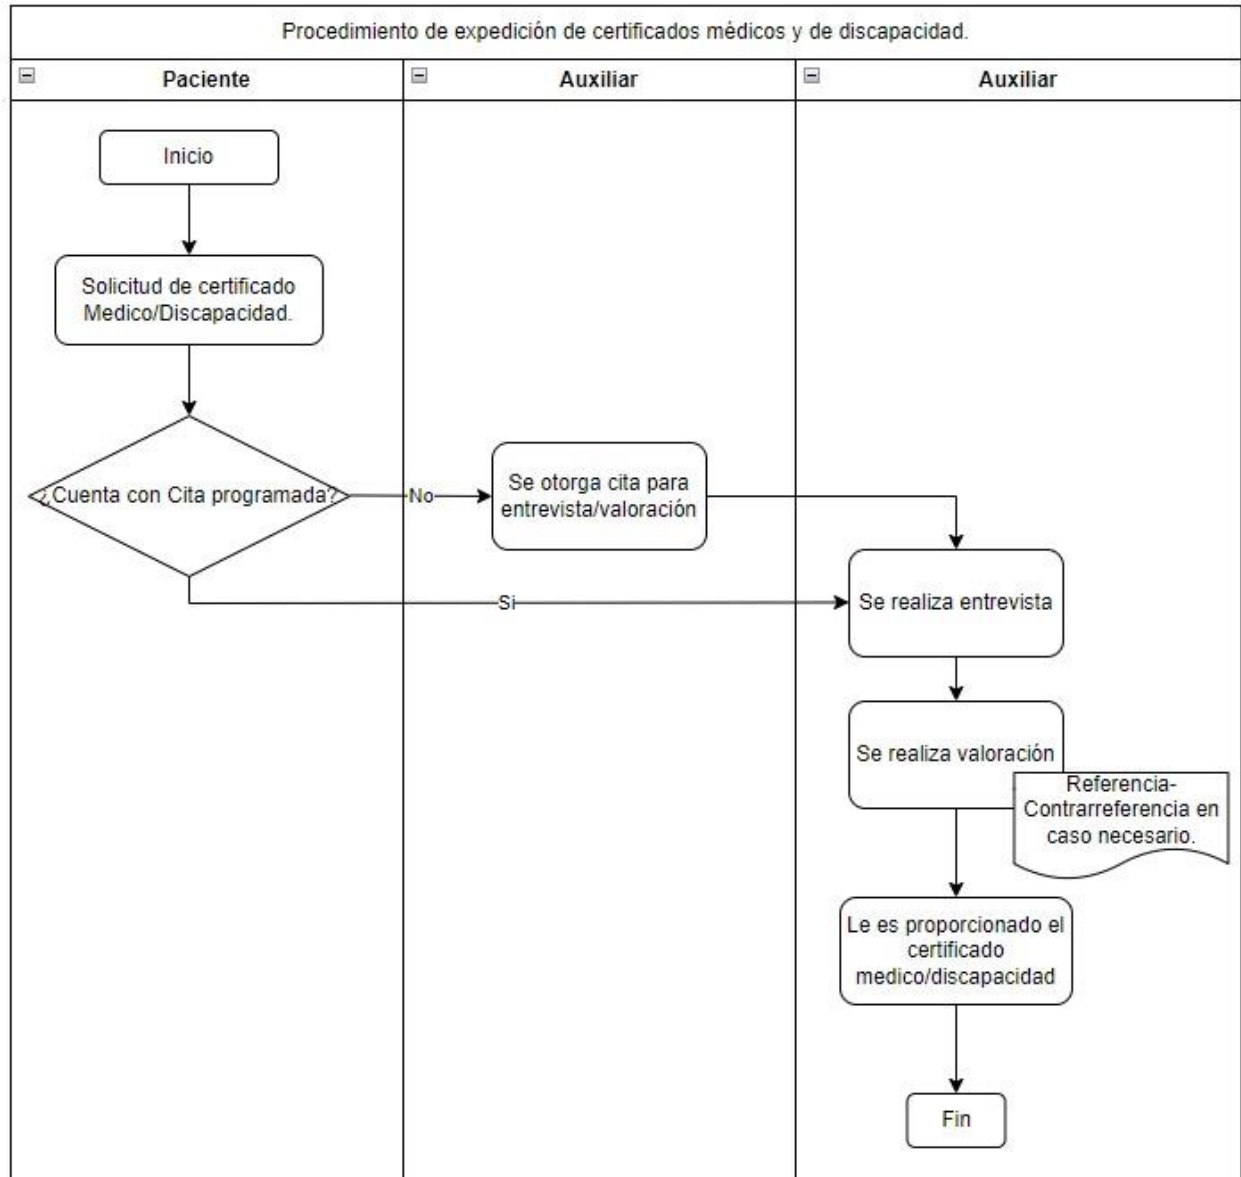 Procedimiento de expedición de certificados médicos y de discapacidad.
Paciente
Auxiliar
Auxiliar
Inicio
Solicitud de certificado
Medico/Discapacidad.
¿Cuenta con Cita programada?
No
Se otorga cita para
entrevista/valoración
Si
Se realiza entrevista
Se realiza valoración
Referencia-
Contrarreferencia en
caso necesario.
Le es proporcionado el
certificado
medico/discapacidad
Fin